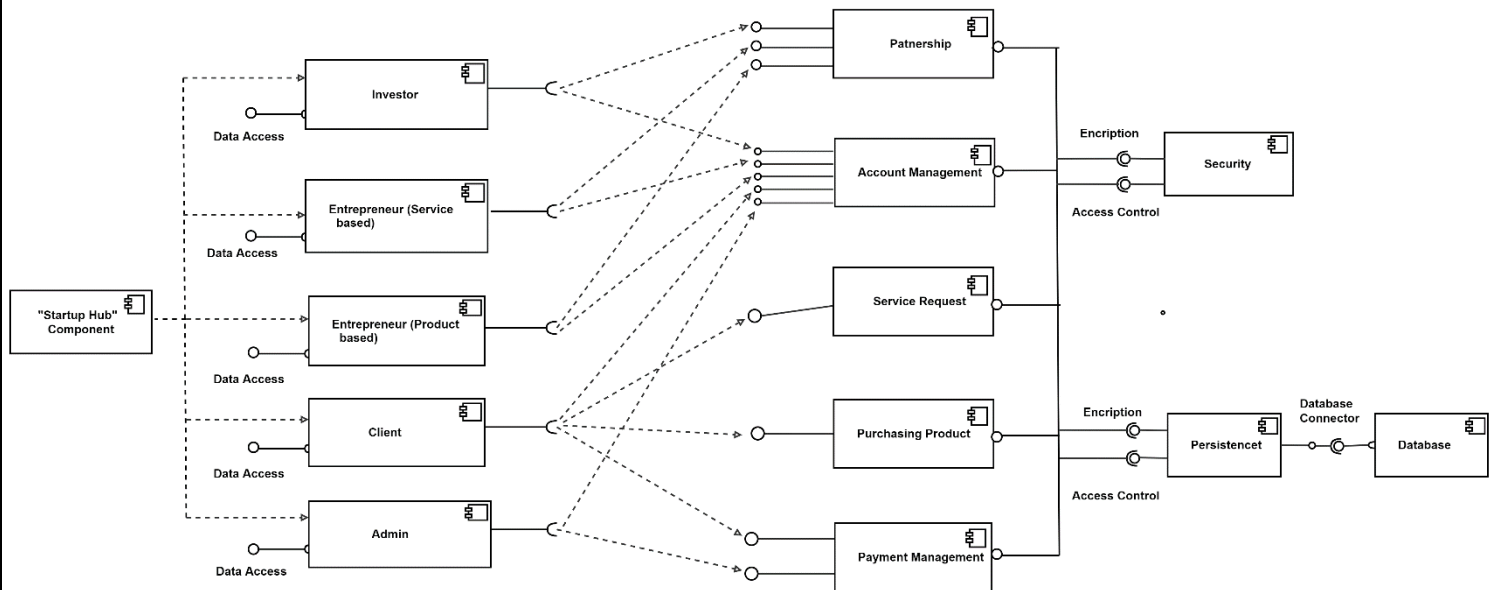 Patnership
Investor
Data Access
Encription
Account Management
Security
Access Control
Entrepreneur (Service
based)
Data Access
"Startup Hub"
Component
Service Request
Entrepreneur (Product
based)
Data Access
Client
Data Access
Purchasing Product
Encription
Access Control
Persistencet
Database
Connector
Database
Admin
Data Access
Payment Management